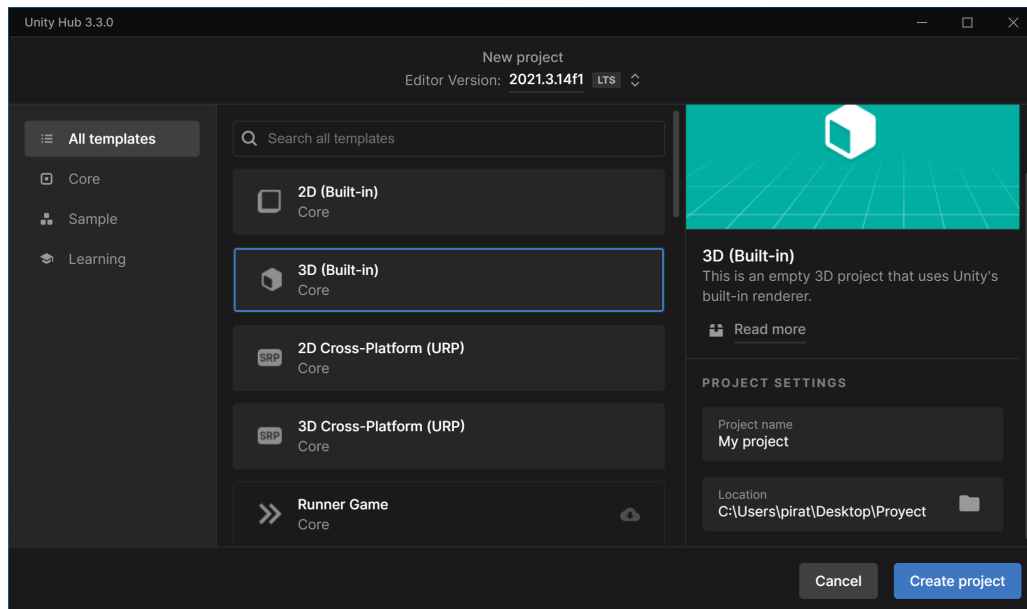 Unity Hub 3.3.0
New project
Editor Version: 2021.3.14f1 LTS
All templates
Core
Sample
Learning
Search all templates
2D (Built-in)
Core
3D (Built-in)
Core
SRP
2D Cross-Platform (URP)
Core
SRP
3D Cross-Platform (URP)
Core
Runner Game
Core
3D (Built-in)
This is an empty 3D project that uses Unity's
built-in renderer.
Read more
PROJECT SETTINGS
Project name
My project
Location
C:\Users\pirat\Desktop\Proyect
Cancel
Create project